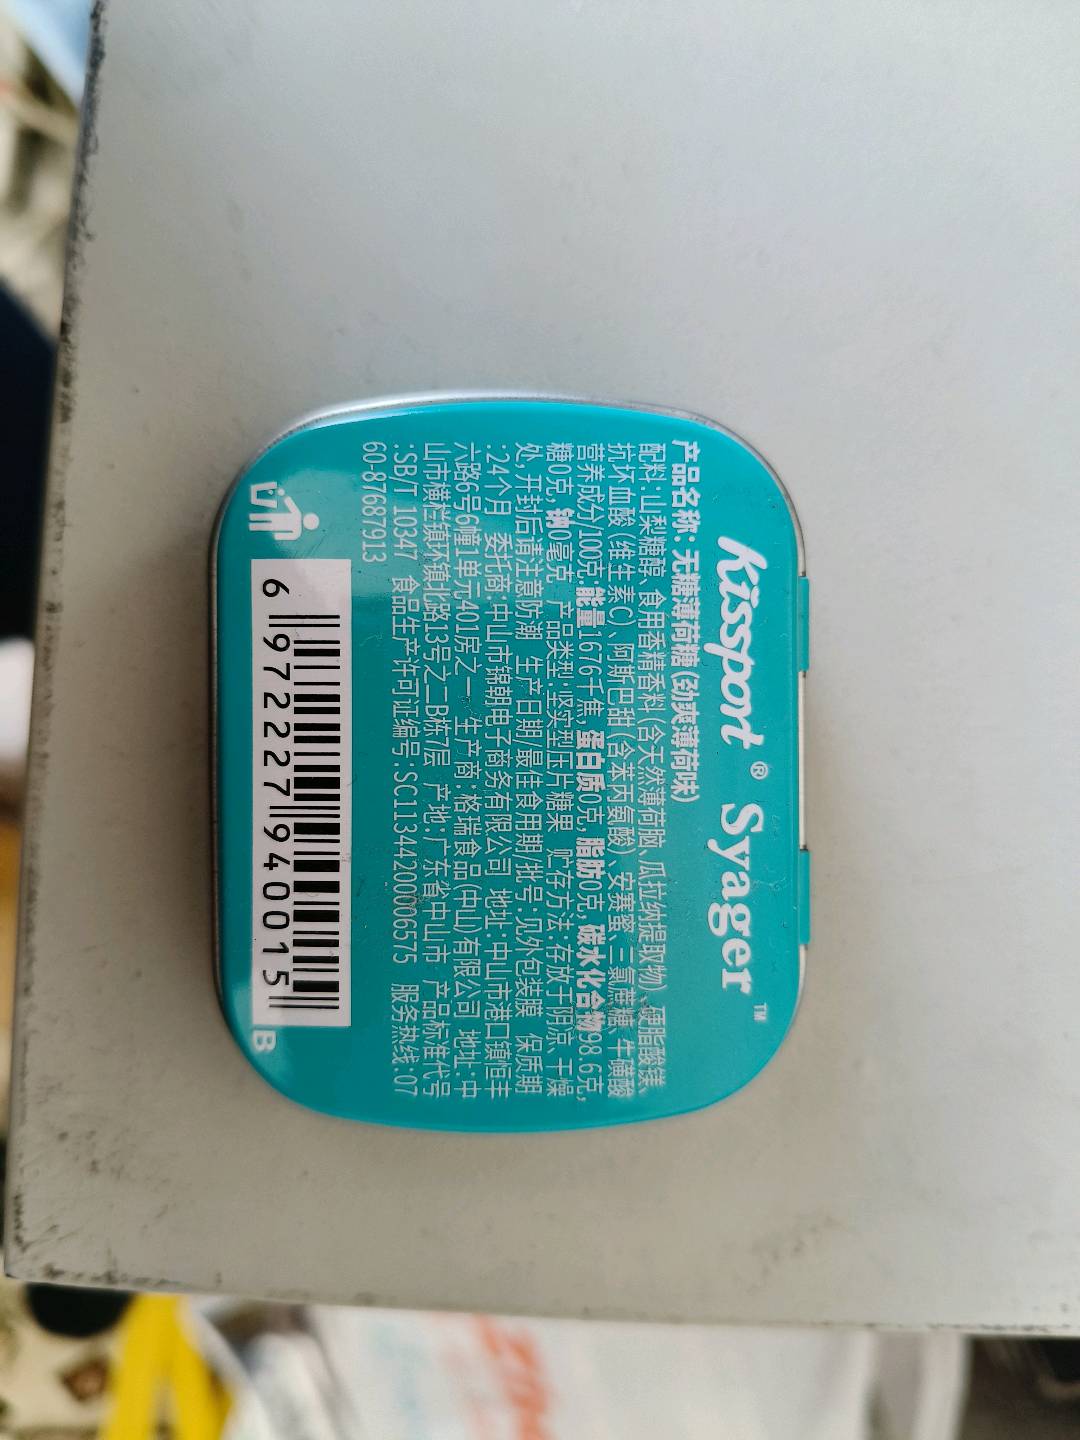 kissport® Syager™
产品名称: 无糖薄荷糖(劲爽薄荷味)
配料:山梨糖醇、食用香精香料(含天然薄荷脑、瓜拉纳提取物)、硬脂酸镁、
抗坏血酸(维生素C)、阿斯巴甜(含苯丙氨酸)、安赛蜜、三氯蔗糖、牛磺酸
营养成分/100克:能量1676千焦, 蛋白质0克, 脂肪0克, 碳水化合物98.6克,
糖0克, 钠0毫克 产品类型:坚实型压片糖果 贮存方法:存放于阴凉、干燥
处,开封后请注意防潮 生产日期/最佳食用期/批号:见外包装膜 保质期
:24个月 委托商:中山市锦朝电子商务有限公司 地址:中山市港口镇恒丰
六路6号6幢1单元401房之一 生产商:格瑞食品(中山)有限公司 地址:中
山市横栏镇环镇北路13号之二B栋7层 产地:广东省中山市 产品标准代号
:SB/T 10347 食品生产许可证编号:SC11344200006575 服务热线:07
60-87687913
6 972227 940015
B